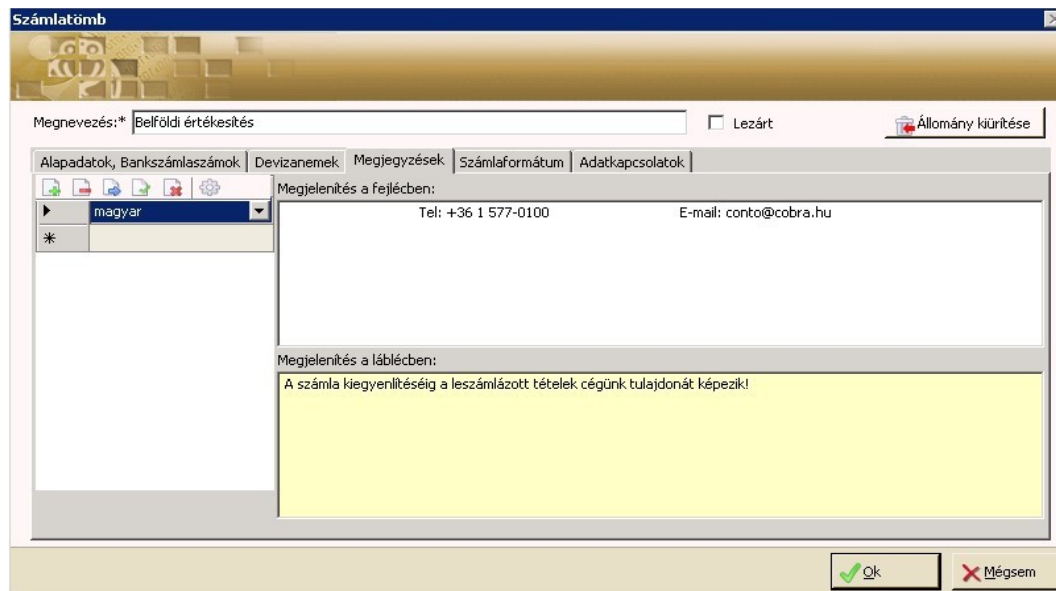 Számlatömb
Megnevezés:* Belföldi értékesítés Lezárt Állomány kiürítése
Alapadatok, Bankszámlaszámok Devizanemek Megjegyzések Számlaformátum Adatkapcsolatok
Megjelenítés a fejlécben:
magyar
Tel: +36 1 577-0100 E-mail: conto@cobra.hu
Megjelenítés a láblécben:
A számla kiegyenlítéséig a leszámlázott tételek cégünk tulajdonát képezik!
Ok Mégsem